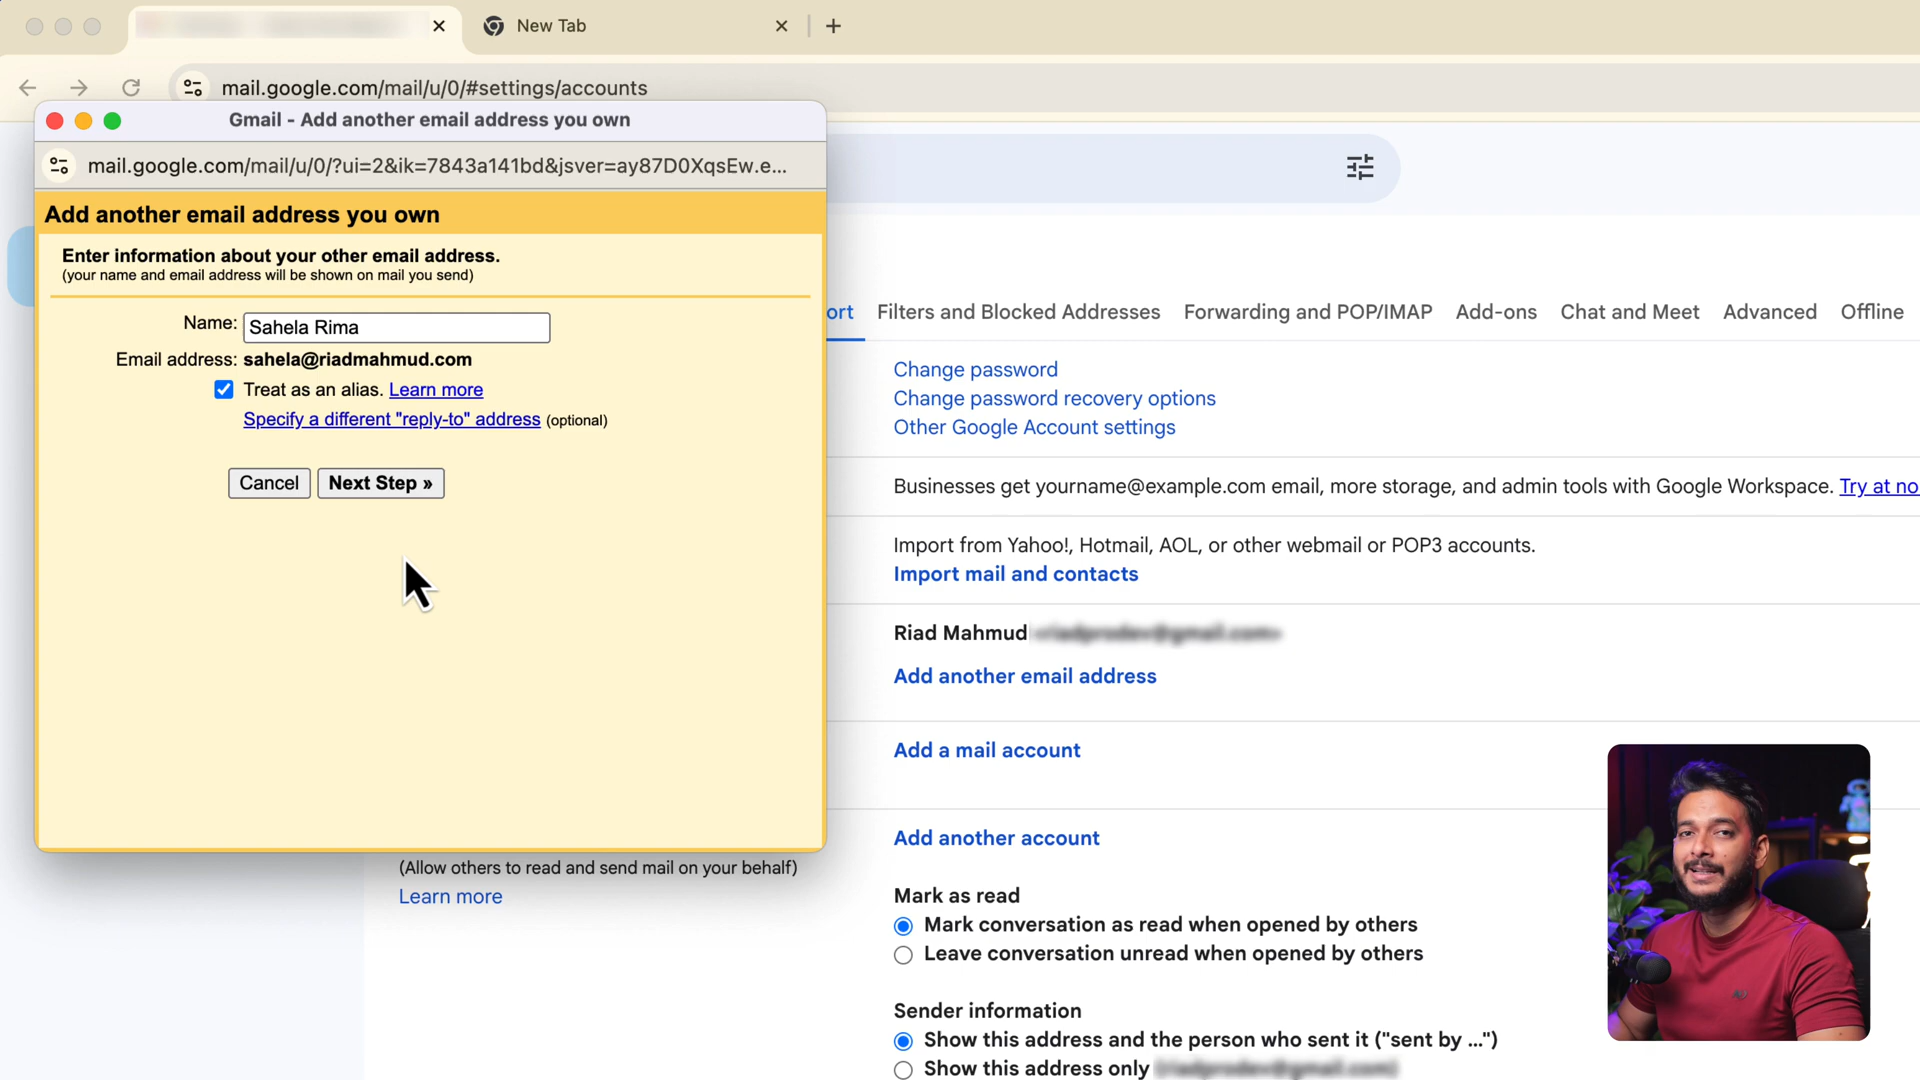 New Tab
mail.google.com/mail/u/0/#settings/accounts
Gmail - Add another email address you own
mail.google.com/mail/u/0/?ui=2&ik=7843a141bd&jsver=ay87D0XqsEw.e...
Add another email address you own
Enter information about your other email address.
(your name and email address will be shown on mail you send)
Name: Sahela Rima
Email address: sahela@riadmahmud.com
Treat as an alias. Learn more
Specify a different "reply-to" address (optional)
Cancel Next Step »
ort Filters and Blocked Addresses Forwarding and POP/IMAP Add-ons Chat and Meet Advanced Offline
Change password
Change password recovery options
Other Google Account settings
Businesses get yourname@example.com email, more storage, and admin tools with Google Workspace. Try at no
Import from Yahoo!, Hotmail, AOL, or other webmail or POP3 accounts.
Import mail and contacts
Riad Mahmud
Add another email address
Add a mail account
Add another account
(Allow others to read and send mail on your behalf)
Learn more
Mark as read
Mark conversation as read when opened by others
Leave conversation unread when opened by others
Sender information
Show this address and the person who sent it ("sent by ...")
Show this address only